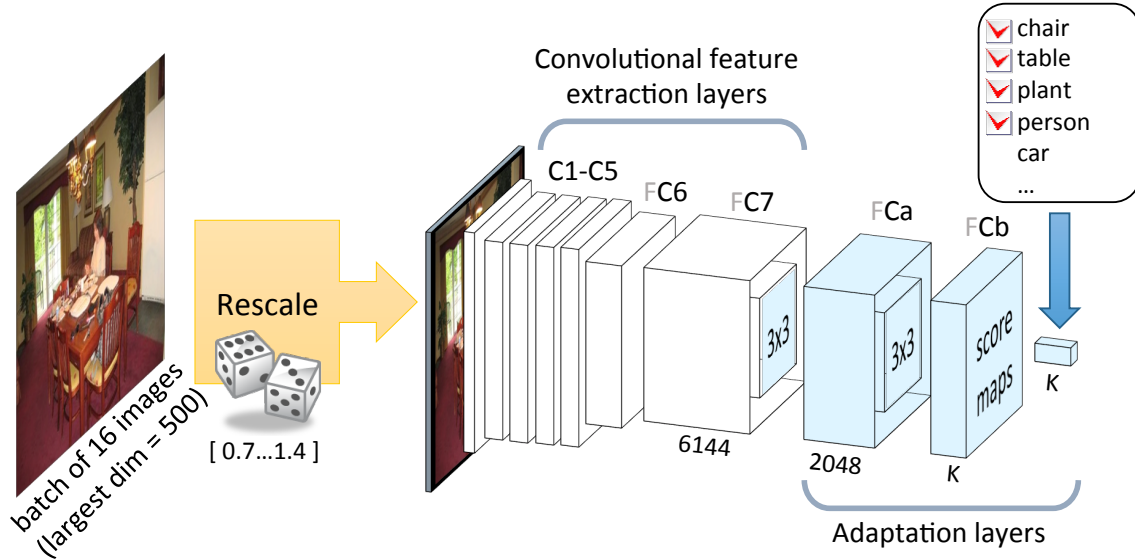 chair
table
plant
person
car
...
Convolutional feature
extraction layers
C1-C5
FC6
FC7
FCa
FCb
Rescale
[ 0.7...1.4 ]
batch of 16 images
(largest dim = 500)
3x3
6144
3x3
2048
score
maps
K
K
Adaptation layers